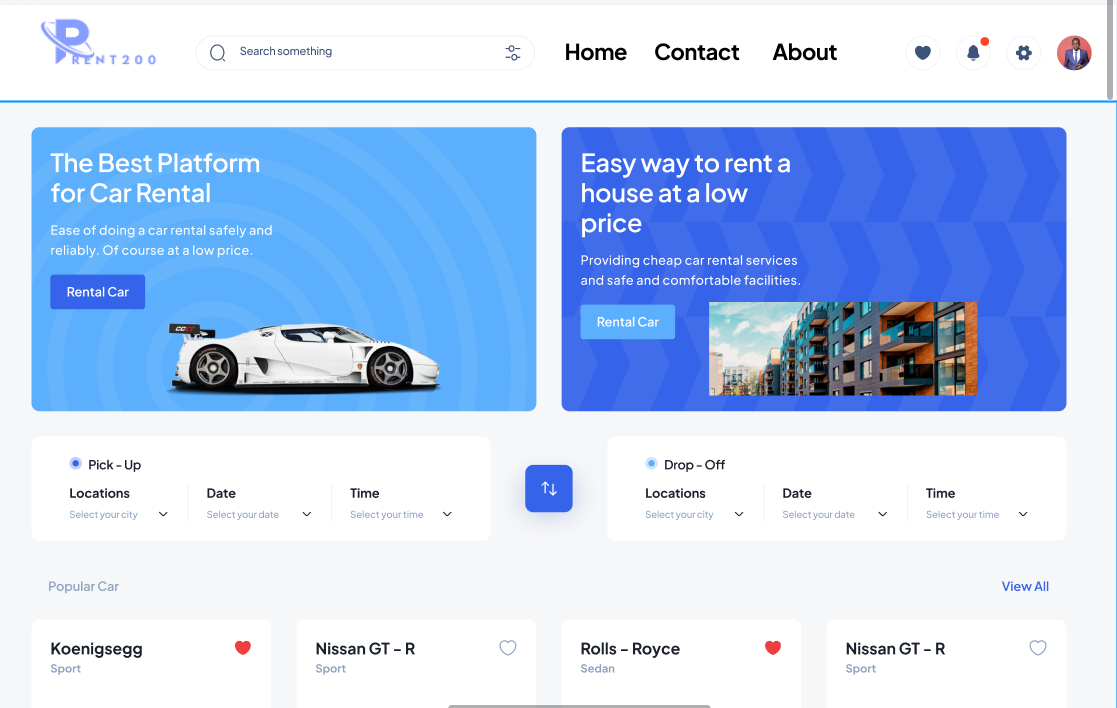 RENT200
Search something
Home Contact About
The Best Platform
for Car Rental
Ease of doing a car rental safely and
reliably. Of course at a low price.
Rental Car
Easy way to rent a
house at a low
price
Providing cheap car rental services
and safe and comfortable facilities.
Rental Car
Pick - Up
Locations Date Time
Select your city Select your date Select your time
Drop - Off
Locations Date Time
Select your city Select your date Select your time
Popular Car
View All
Koenigsegg
Sport
Nissan GT - R
Sport
Rolls - Royce
Sedan
Nissan GT - R
Sport